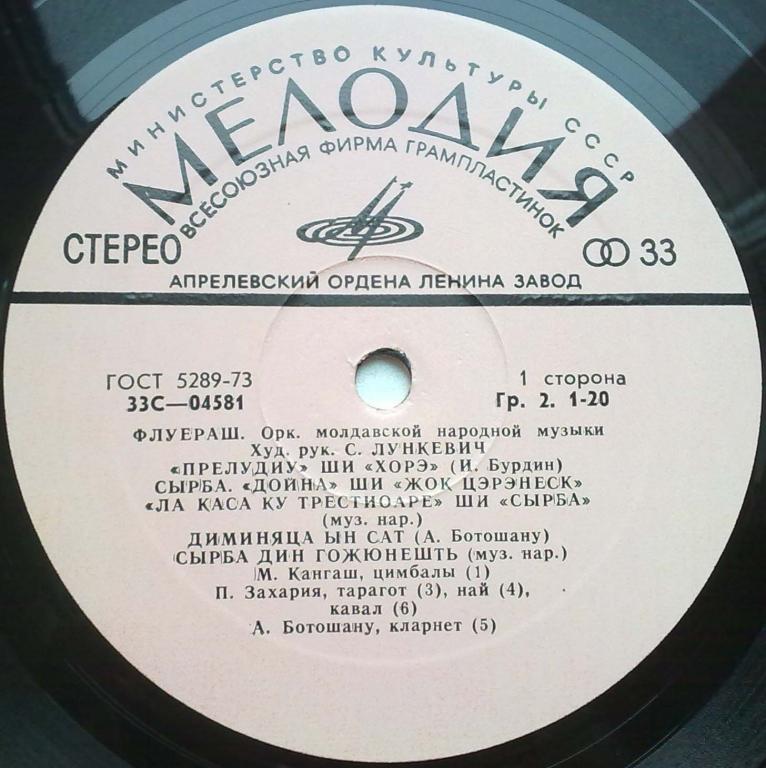 МИНИСТЕРСТВО КУЛЬТУРЫ СССР
МЕЛОДИЯ
ВСЕСОЮЗНАЯ ФИРМА ГРАМПЛАСТИНОК
СТЕРЕО 33
АПРЕЛЕВСКИЙ ОРДЕНА ЛЕНИНА ЗАВОД
ГОСТ 5289-73 1 сторона
33С—04581 Гр. 2. 1-20
ФЛУЕРАШ. Орк. молдавской народной музыки
Худ. рук. С. ЛУНКЕВИЧ
«ПРЕЛУДИУ» ШИ «ХОРЭ» (И. Бурдин)
СЫРБА. «ДОЙНА» ШИ «ЖОК ЦЭРЭНЕСК»
«ЛА КАСА КУ ТРЕСТИОАРЕ» ШИ «СЫРБА»
(муз. нар.)
ДИМИНЯЦА ЫН САТ (А. Ботошану)
СЫРБА ДИН ГОЖЮНЕШТЬ (муз. нар.)
М. Кангаш, цимбалы (1)
П. Захария, тарагот (3), най (4),
кавал (6)
А. Ботошану, кларнет (5)